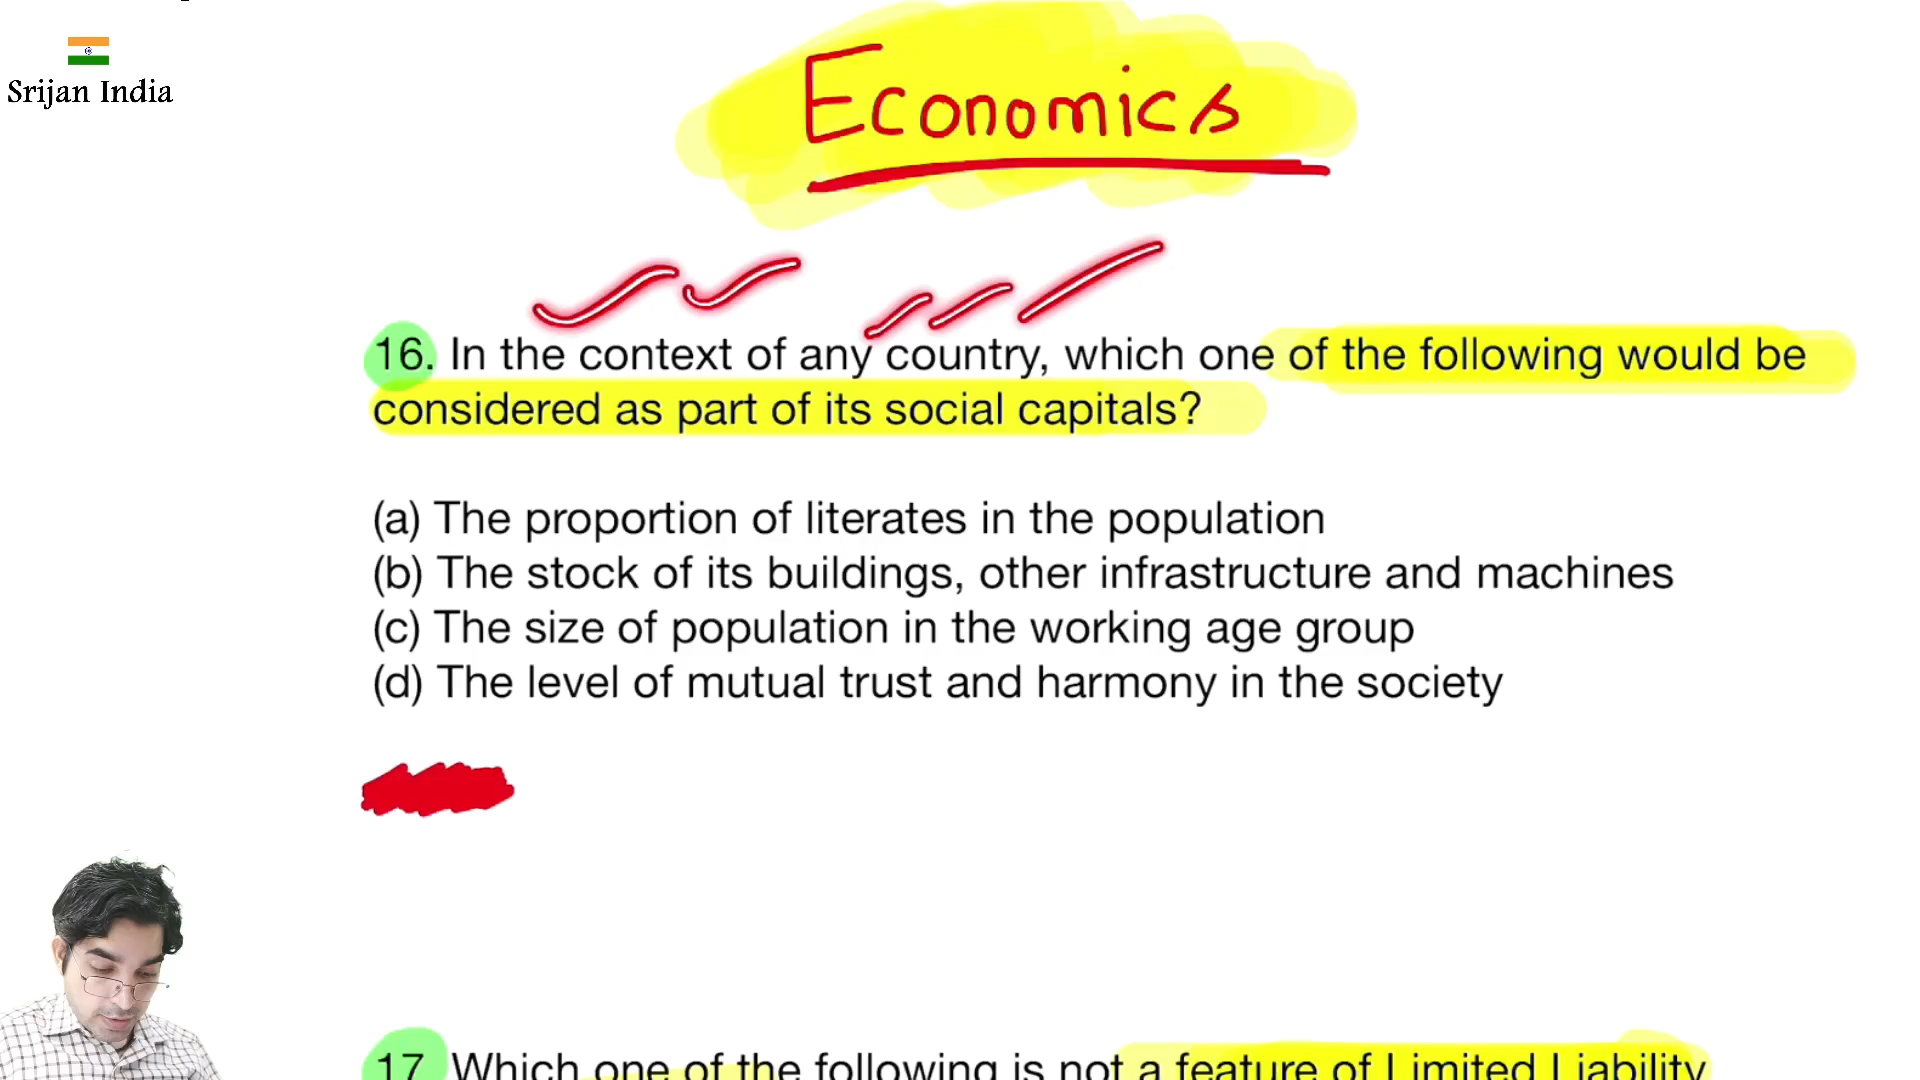 Srijan India
Economics
16. In the context of any country, which one of the following would be
considered as part of its social capitals?
(a) The proportion of literates in the population
(b) The stock of its buildings, other infrastructure and machines
(c) The size of population in the working age group
(d) The level of mutual trust and harmony in the society
17 Which one of the following is not a feature of Limited Liability